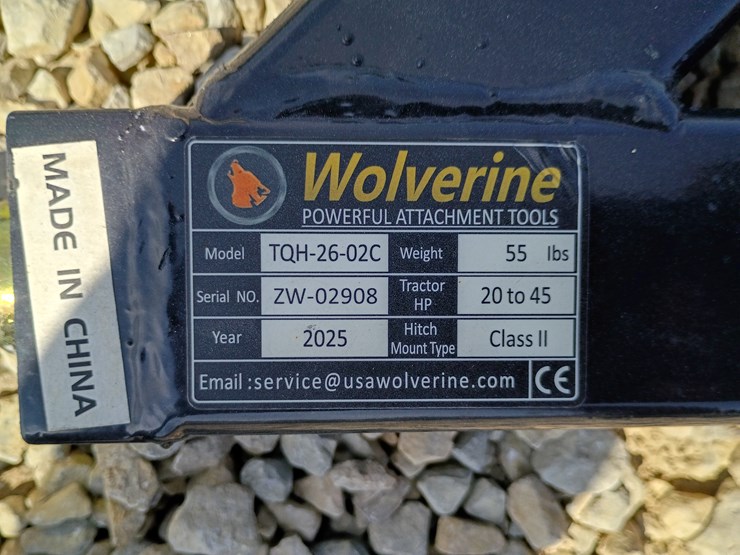 MADE IN CHINA
Wolverine
POWERFUL ATTACHMENT TOOLS
Model TQH-26-02C Weight 55 lbs
Serial NO. ZW-02908 Tractor HP 20 to 45
Year 2025 Hitch Mount Type Class II
Email :service@usawolverine.com CE